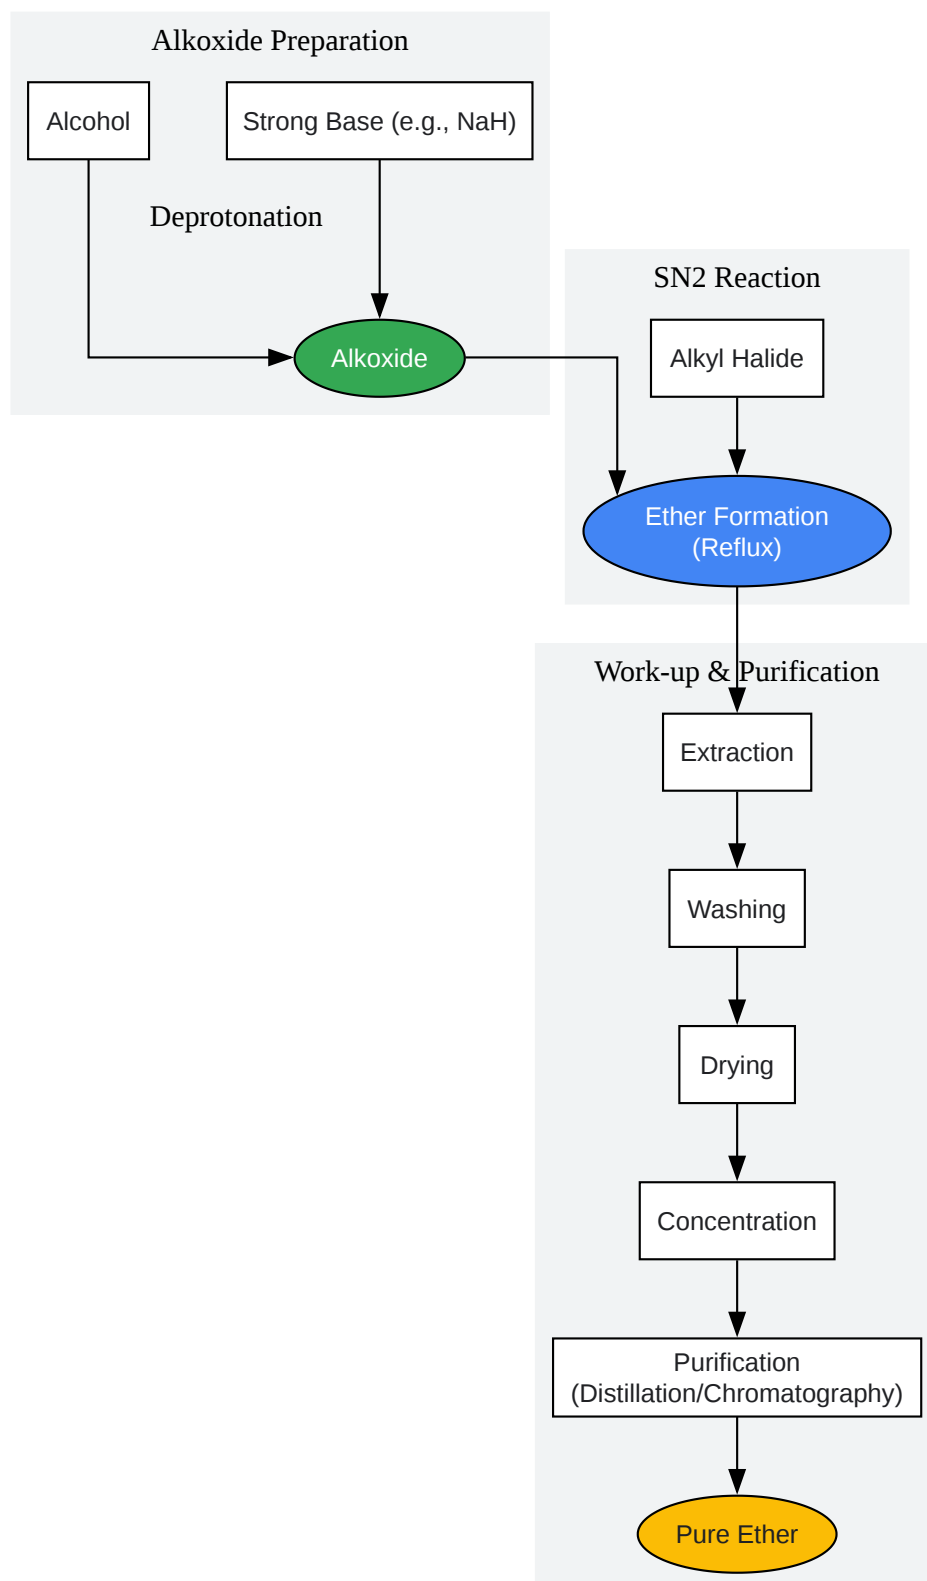 Alkoxide Preparation
Alcohol
Strong Base (e.g., NaH)
Deprotonation
Alkoxide
SN2 Reaction
Alkyl Halide
Ether Formation
(Reflux)
Work-up & Purification
Extraction
Washing
Drying
Concentration
Purification
(Distillation/Chromatography)
Pure Ether